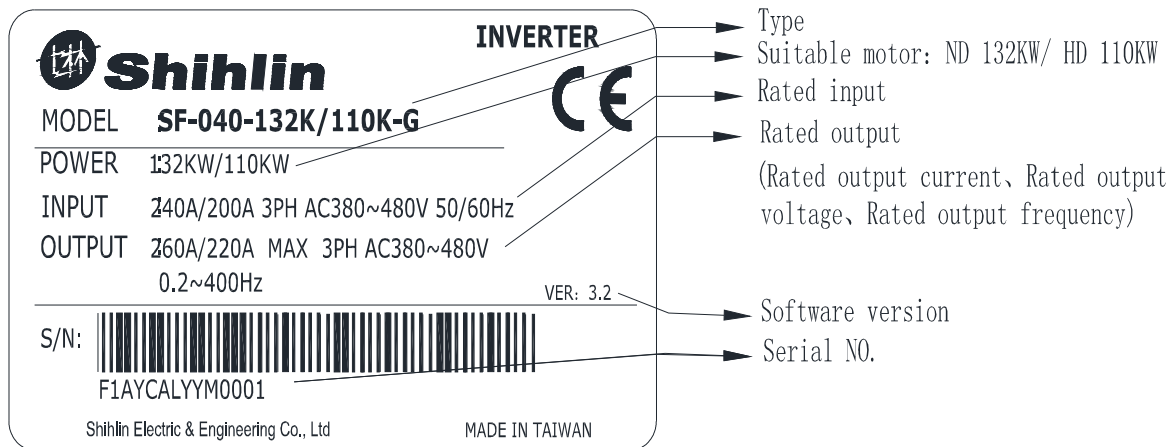 INVERTER
林 Shihlin
CE
MODEL :SF-040-132K/110K-G
POWER :132KW/110KW
INPUT :240A/200A 3PH AC380~480V 50/60Hz
OUTPUT :260A/220A MAX 3PH AC380~480V
0.2~400Hz
VER: 3.2
S/N:
F1AYCALYYM0001
Shihlin Electric & Engineering Co., Ltd MADE IN TAIWAN
Type
Suitable motor: ND 132KW/ HD 110KW
Rated input
Rated output
(Rated output current、Rated output
voltage、Rated output frequency)
Software version
Serial NO.